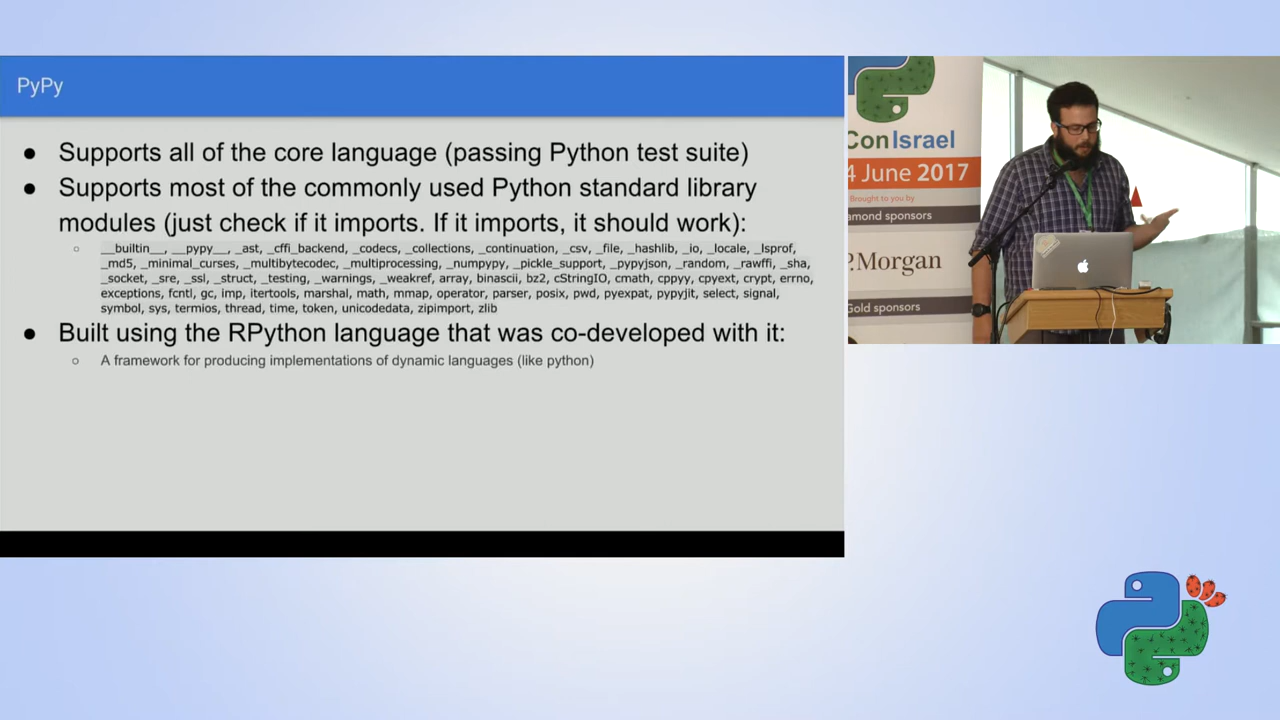 PyPy
● Supports all of the core language (passing Python test suite)
● Supports most of the commonly used Python standard library
modules (just check if it imports. If it imports, it should work):
○ __builtin__, __pypy__, _ast, _cffi_backend, _codecs, _collections, _continuation, _csv, _file, _hashlib, _io, _locale, _lsprof,
_md5, _minimal_curses, _multibytecodec, _multiprocessing, _numpypy, _pickle_support, _pypyjson, _random, _rawffi, _sha,
_socket, _sre, _ssl, _struct, _testing, _warnings, _weakref, array, binascii, bz2, cStringIO, cmath, cppyy, cpyext, crypt, errno,
exceptions, fcntl, gc, imp, itertools, marshal, math, mmap, operator, parser, posix, pwd, pyexpat, pypyjit, select, signal,
symbol, sys, termios, thread, time, token, unicodedata, zipimport, zlib
● Built using the RPython language that was co-developed with it:
○ A framework for producing implementations of dynamic languages (like python)
Con Israel
4 June 2017
Brought to you by
amond sponsors
P.Morgan
Gold sponsors